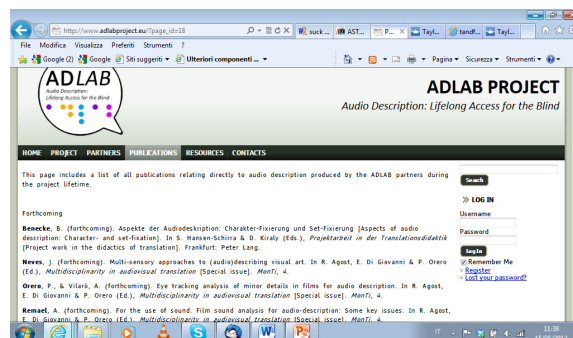 http://www.adlabproject.eu/?page_id=18
suck ...
AST...
P...
Tayl...
tandf...
Tayl...
File Modifica Visualizza Preferiti Strumenti ?
Google (2) Google Siti suggeriti Ulteriori componenti ...
Pagina Sicurezza Strumenti
AD LAB
Audio Description:
Lifelong Access for the Blind
ADLAB PROJECT
Audio Description: Lifelong Access for the Blind
HOME PROJECT PARTNERS PUBLICATIONS RESOURCES CONTACTS
This page includes a list of all publications relating directly to audio description produced by the ADLAB partners during
the project lifetime.
Search
» LOG IN
Username
Password
Log In
Remember Me
» Register
» Lost your password?
Forthcoming
Benecke, B. (forthcoming). Aspekte der Audiodeskription: Charakter-Fixierung und Set-Fixierung [Aspects of audio
description: Character- and set-fixation]. In S. Hansen-Schirra & D. Kiraly (Eds.), Projektarbeit in der Translationsdidaktik
[Project work in the didactics of translation]. Frankfurt: Peter Lang.
Neves, J. (forthcoming). Multi-sensory approaches to (audio)describing visual art. In R. Agost, E. Di Giovanni & P. Orero
(Ed.), Multidisciplinarity in audiovisual translation [Special issue]. MonTi, 4.
Orero, P., & Vilaró, A. (forthcoming). Eye tracking analysis of minor details in films for audio description. In R. Agost,
E. Di Giovanni & P. Orero (Ed.), Multidisciplinarity in audiovisual translation [Special issue]. MonTi, 4.
Remael, A. (forthcoming). For the use of sound. Film sound analysis for audio-description: Some key issues. In R. Agost,
E. Di Giovanni & P. Orero (Ed.), Multidisciplinarity in audiovisual translation [Special issue]. MonTi, 4.
IT
11:38